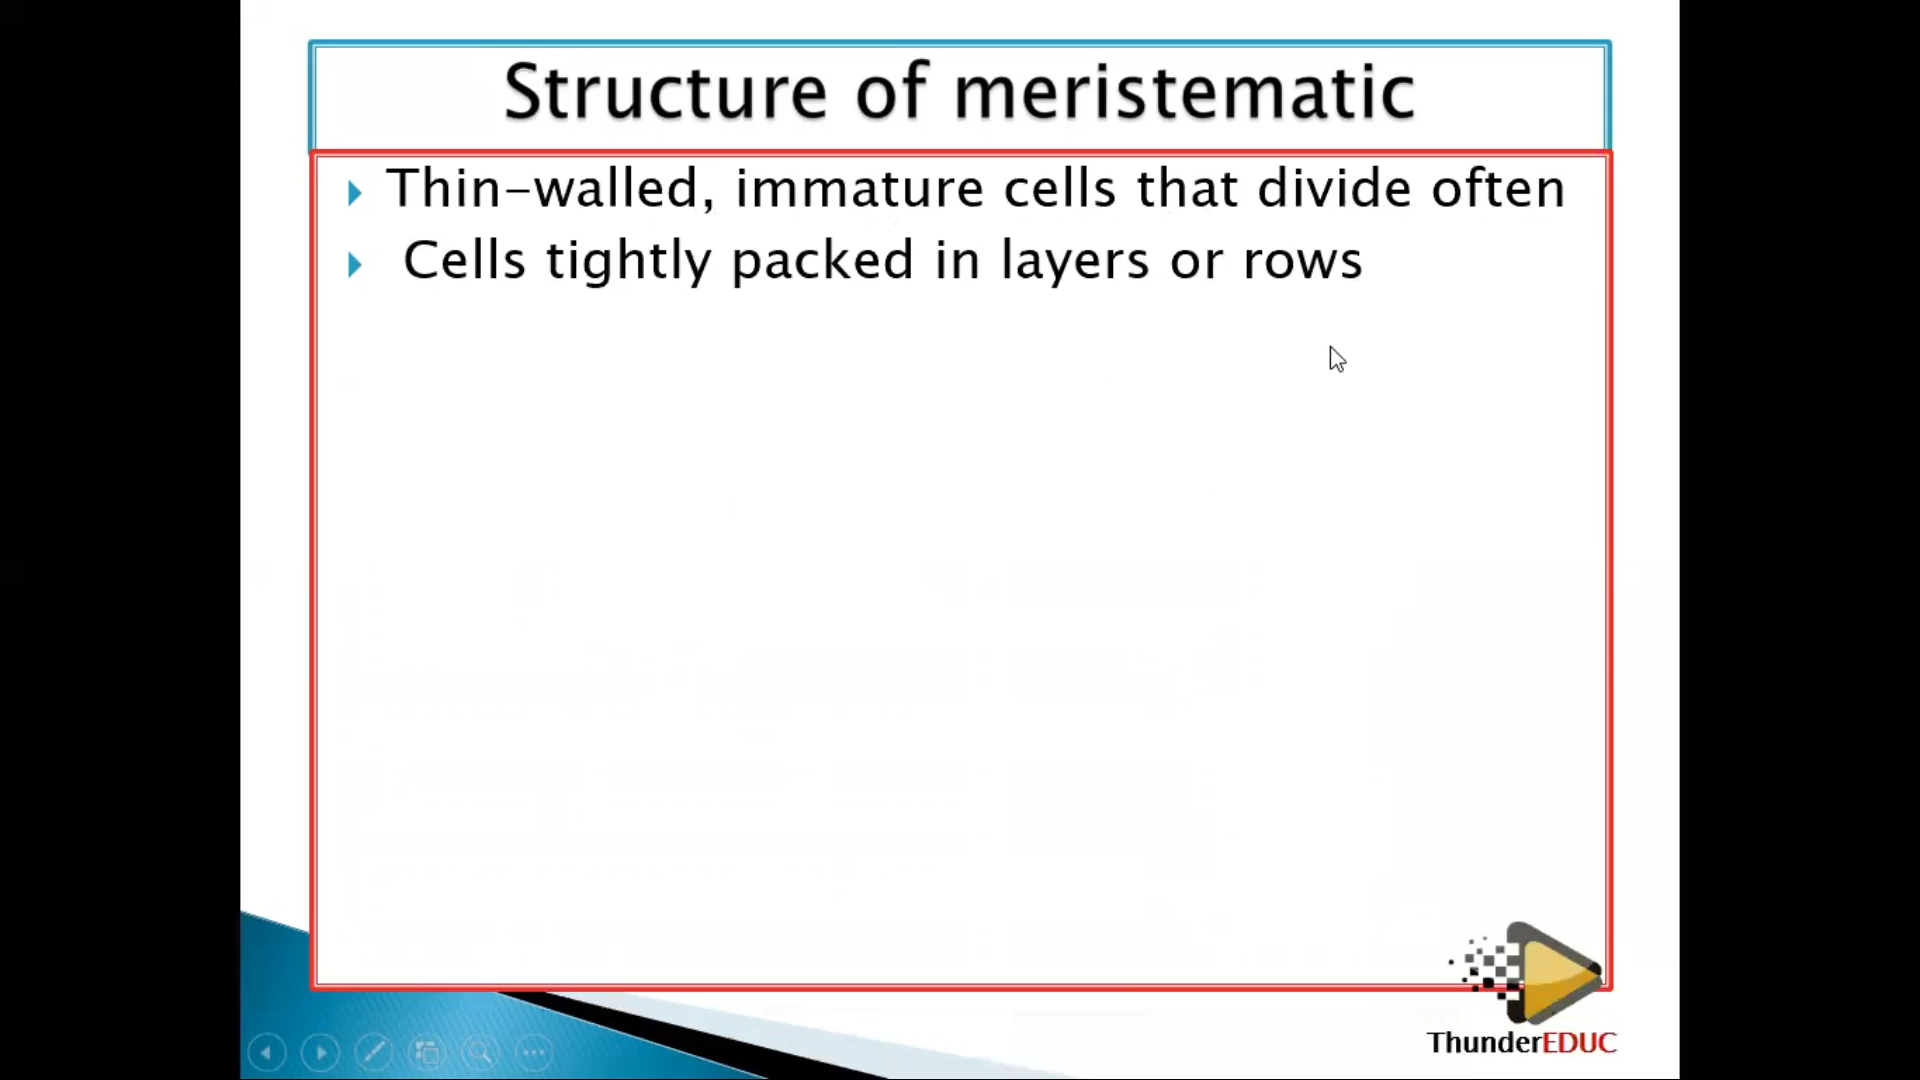 Structure of meristematic
Thin-walled, immature cells that divide often
Cells tightly packed in layers or rows
ThunderEDUC